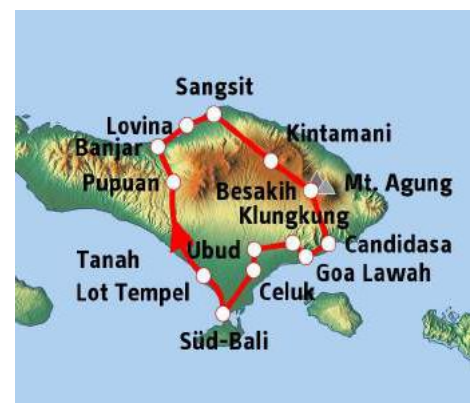 Sangsit
Lovina
Kintamani
Banjar
Pupuan
Besakih
Mt. Agung
Klungkung
Ubud
Candidasa
Tanah
Lot Tempel
Goa Lawah
Celuk
Süd-Bali